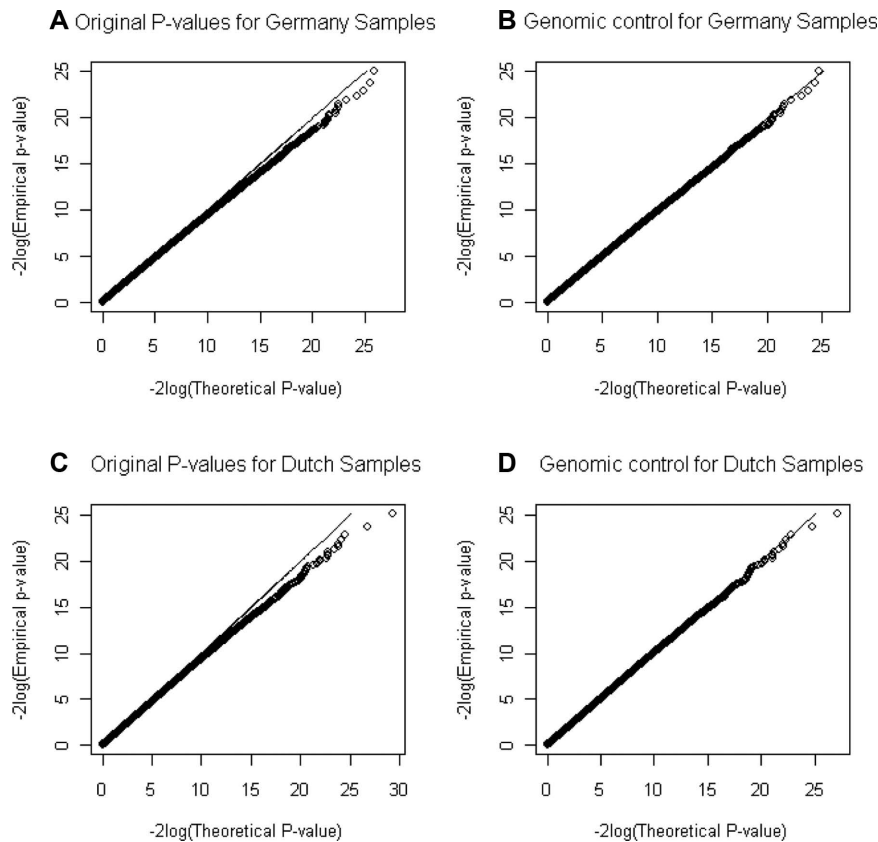 A Original P-values for Germany Samples
-2log(Empirical p-value)
25
20
15
10
5
0
0 5 10 15 20 25
-2log(Theoretical P-value)
B Genomic control for Germany Samples
-2log(Empirical p-value)
25
20
15
10
5
0
0 5 10 15 20 25
-2log(Theoretical P-value)
C Original P-values for Dutch Samples
-2log(Empirical p-value)
25
20
15
10
5
0
0 5 10 15 20 25 30
-2log(Theoretical P-value)
D Genomic control for Dutch Samples
-2log(Empirical p-value)
25
20
15
10
5
0
0 5 10 15 20 25
-2log(Theoretical P-value)